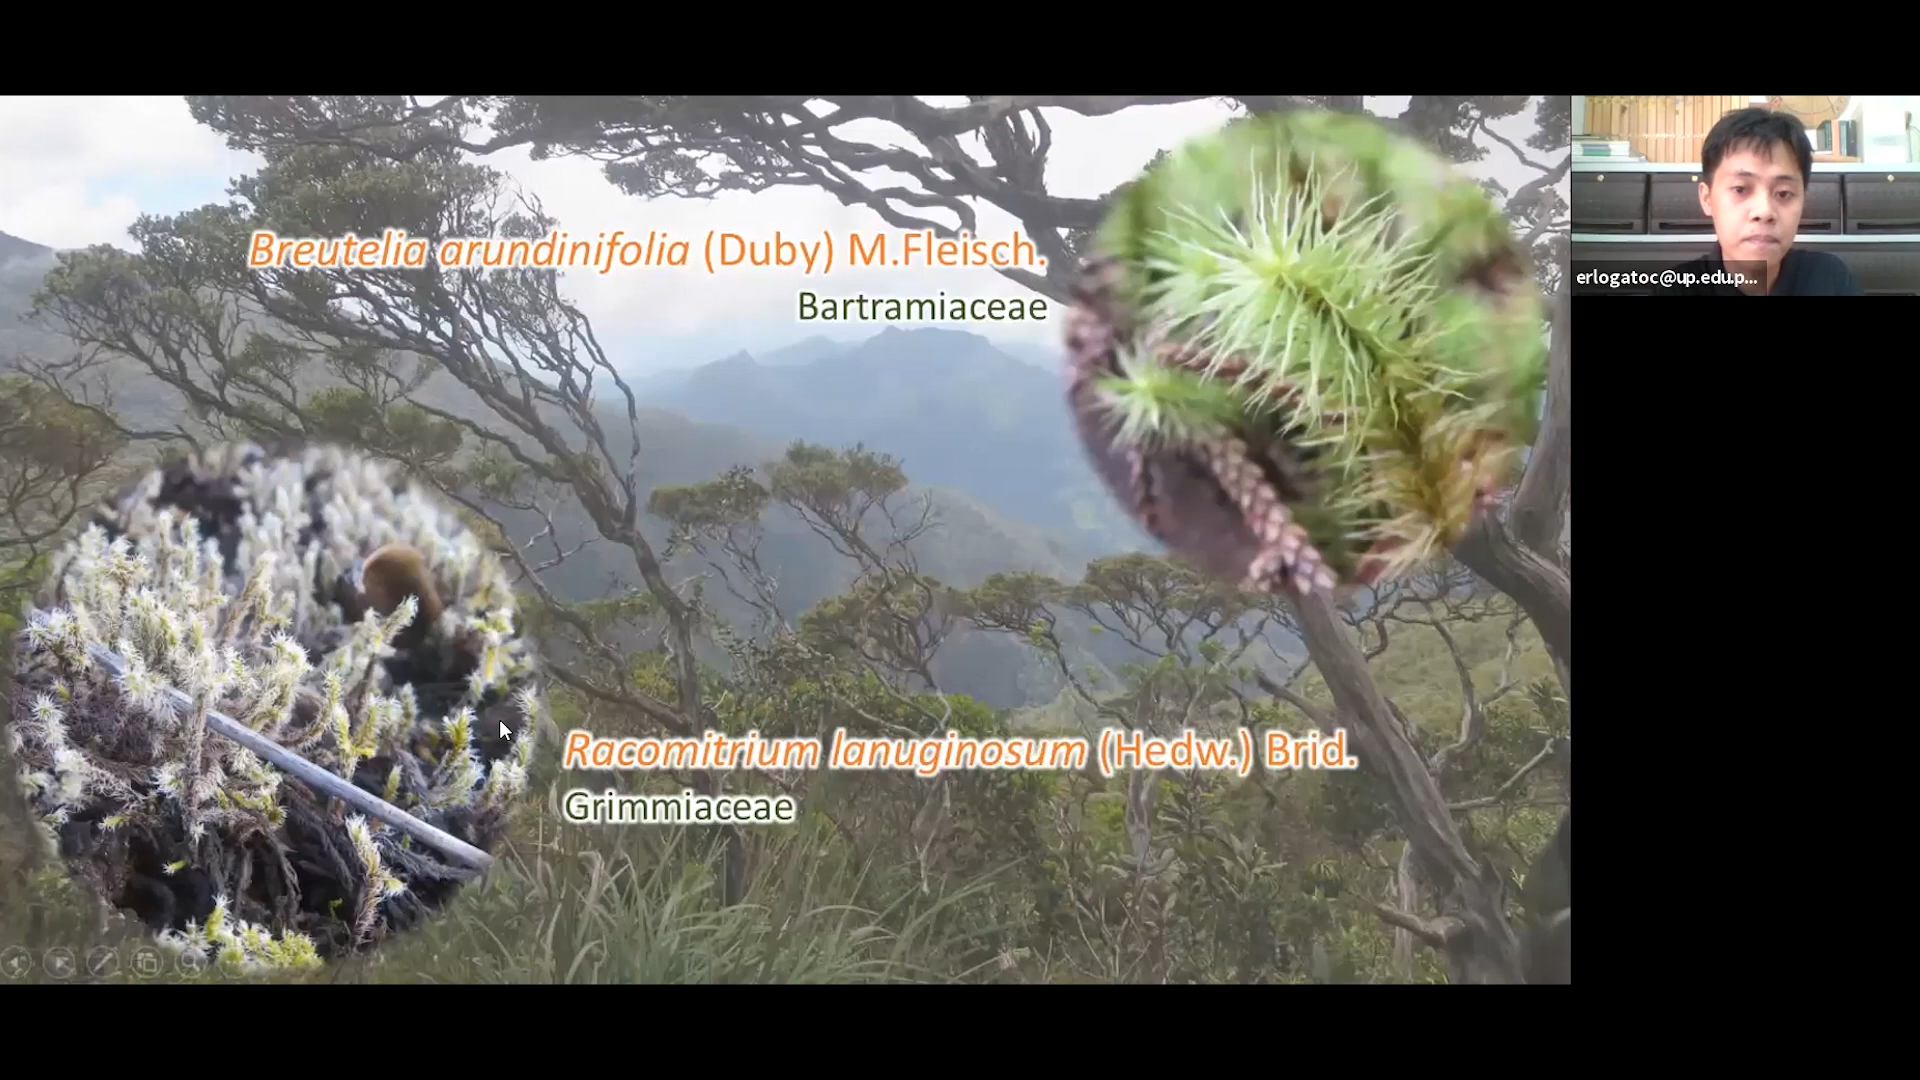 Breutelia arundinifolia (Duby) M.Fleisch.
Bartramiaceae
erlogatoc@up.edu.p...
Racomitrium lanuginosum (Hedw.) Brid.
Grimmiaceae